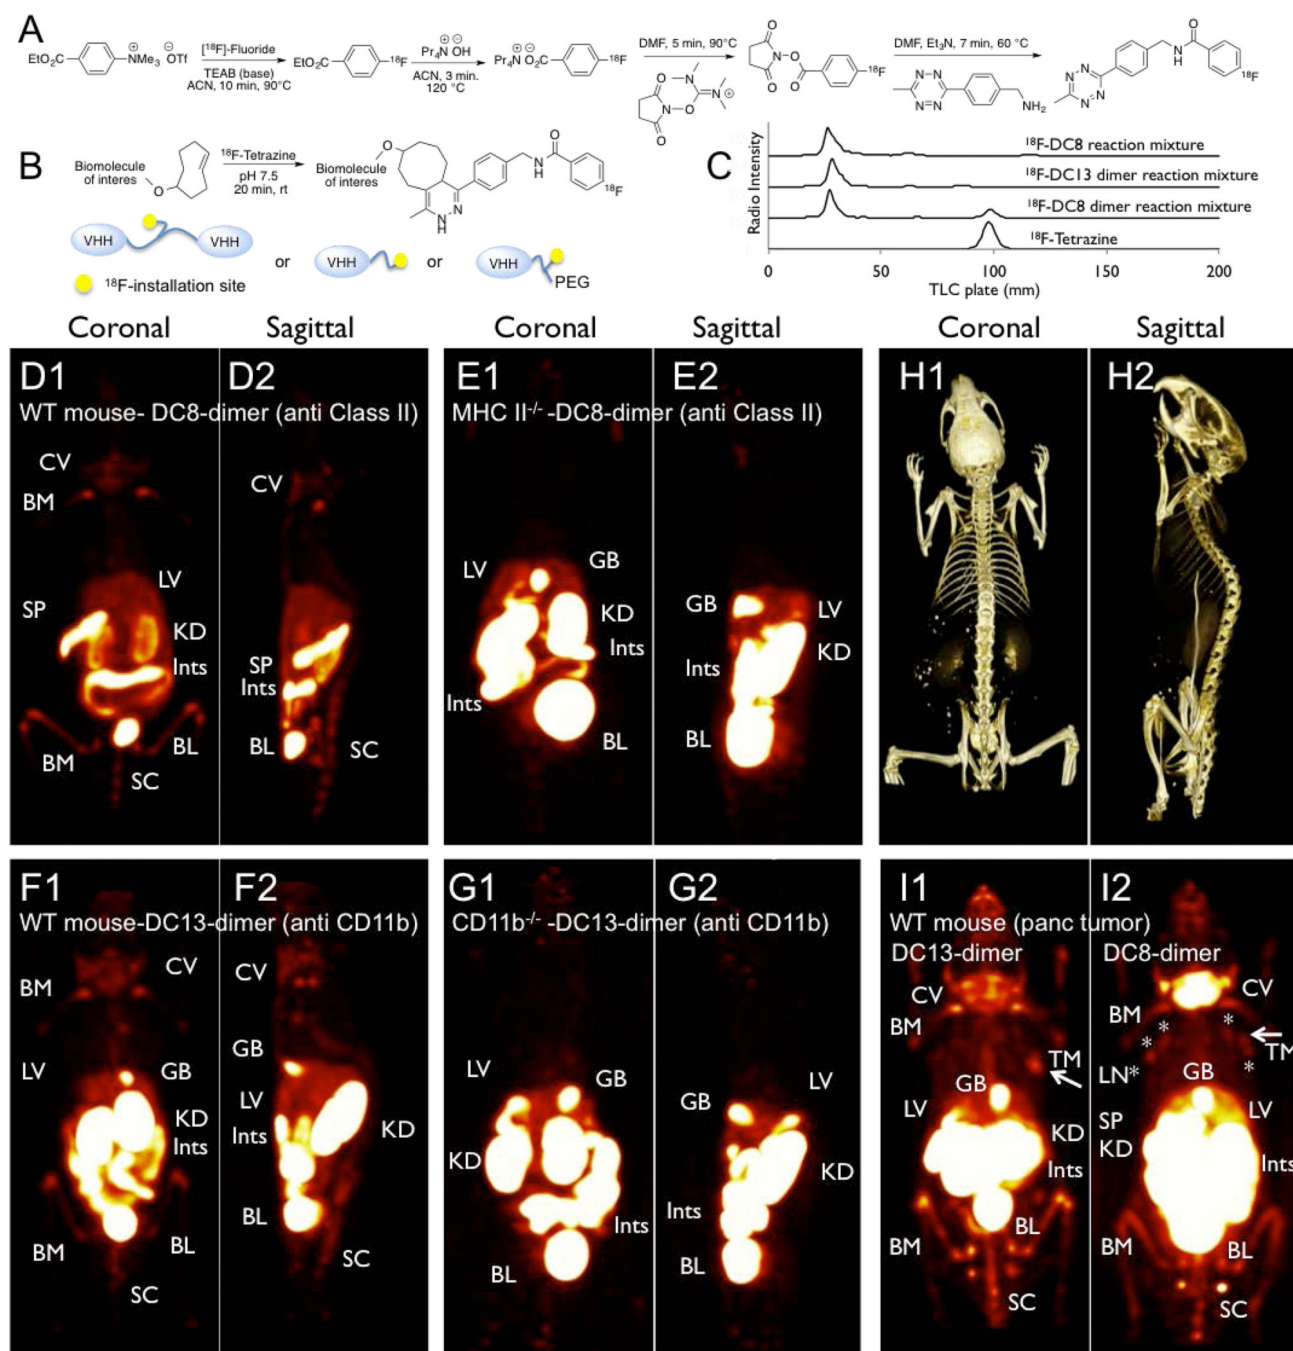 A
EtO₂C
⊕
NMe₃
⊖
OTf
[¹⁸F]-Fluoride
TEAB (base)
ACN, 10 min, 90°C
EtO₂C
¹⁸F
⊕ ⊖
Pr₄N OH
ACN, 3 min.
120 °C
⊕ ⊖
Pr₄N O₂C
¹⁸F
DMF, 5 min, 90°C
O
N
O
O
N
N
⊕
O
N
O
O
O
¹⁸F
DMF, Et₃N, 7 min, 60 °C
N N
N N
NH₂
N N
N N
N
H
O
¹⁸F
B
Biomolecule
of interes
O
¹⁸F-Tetrazine
pH 7.5
20 min, rt
Biomolecule
of interes
O
N
N
H
NH
O
¹⁸F
VHH
VHH
or
VHH
or
VHH
PEG
¹⁸F-installation site
C
Radio Intensity
¹⁸F-DC8 reaction mixture
¹⁸F-DC13 dimer reaction mixture
¹⁸F-DC8 dimer reaction mixture
¹⁸F-Tetrazine
0 50 100 150 200
TLC plate (mm)
Coronal Sagittal Coronal Sagittal Coronal Sagittal
D1 D2
WT mouse- DC8-dimer (anti Class II)
CV
BM
LV
SP
KD
Ints
BM
BL
SC
CV
SP
Ints
BL
SC
E1 E2
MHC II⁻/⁻ -DC8-dimer (anti Class II)
LV
GB
KD
Ints
Ints
BL
GB
LV
Ints
KD
BL
H1 H2
F1 F2
WT mouse-DC13-dimer (anti CD11b)
CV
BM
LV
GB
KD
Ints
BM
BL
SC
CV
GB
LV
Ints
KD
BL
SC
G1 G2
CD11b⁻/⁻ -DC13-dimer (anti CD11b)
LV
GB
KD
Ints
BL
LV
GB
KD
Ints
BL
I1 I2
WT mouse (panc tumor)
DC13-dimer DC8-dimer
CV
BM
TM
GB
LV
KD
Ints
BL
BM
SC
CV
BM
*
*
*
TM
LN*
*
GB
LV
SP
KD
Ints
BM
BL
SC